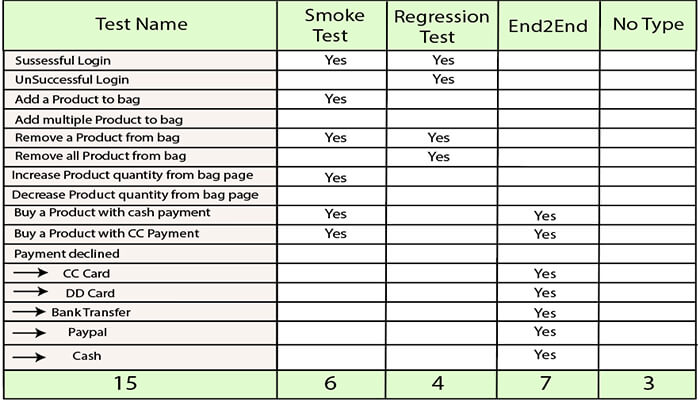 Test Name Smoke Test Regression Test End2End No Type
Sussessful Login Yes Yes
UnSuccessful Login Yes
Add a Product to bag Yes
Add multiple Product to bag
Remove a Product from bag Yes Yes
Remove all Product from bag Yes
Increase Product quantity from bag page Yes
Decrease Product quantity from bag page
Buy a Product with cash payment Yes Yes
Buy a Product with CC Payment Yes Yes
Payment declined
→ CC Card Yes
→ DD Card Yes
→ Bank Transfer Yes
→ Paypal Yes
→ Cash Yes
15 6 4 7 3